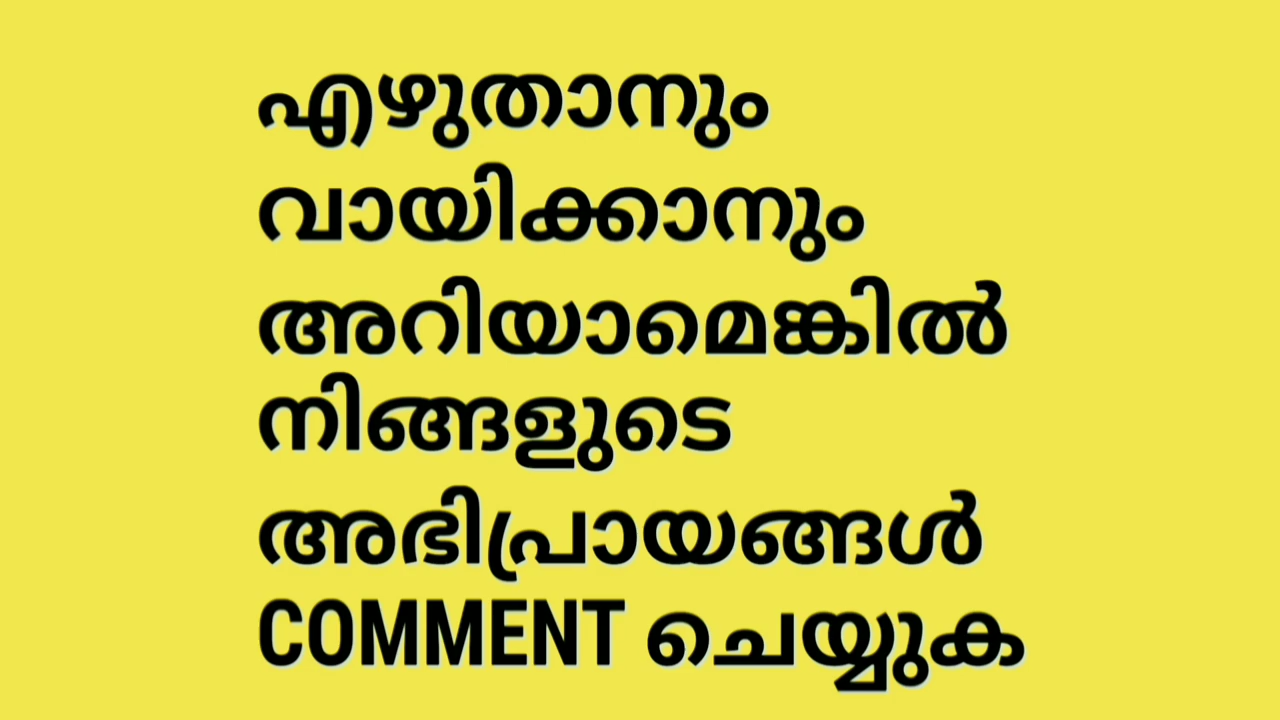 എഴുതാനും
വായിക്കാനും
അറിയാമെങ്കിൽ
നിങ്ങളുടെ
അഭിപ്രായങ്ങൾ
COMMENT ചെയ്യുക